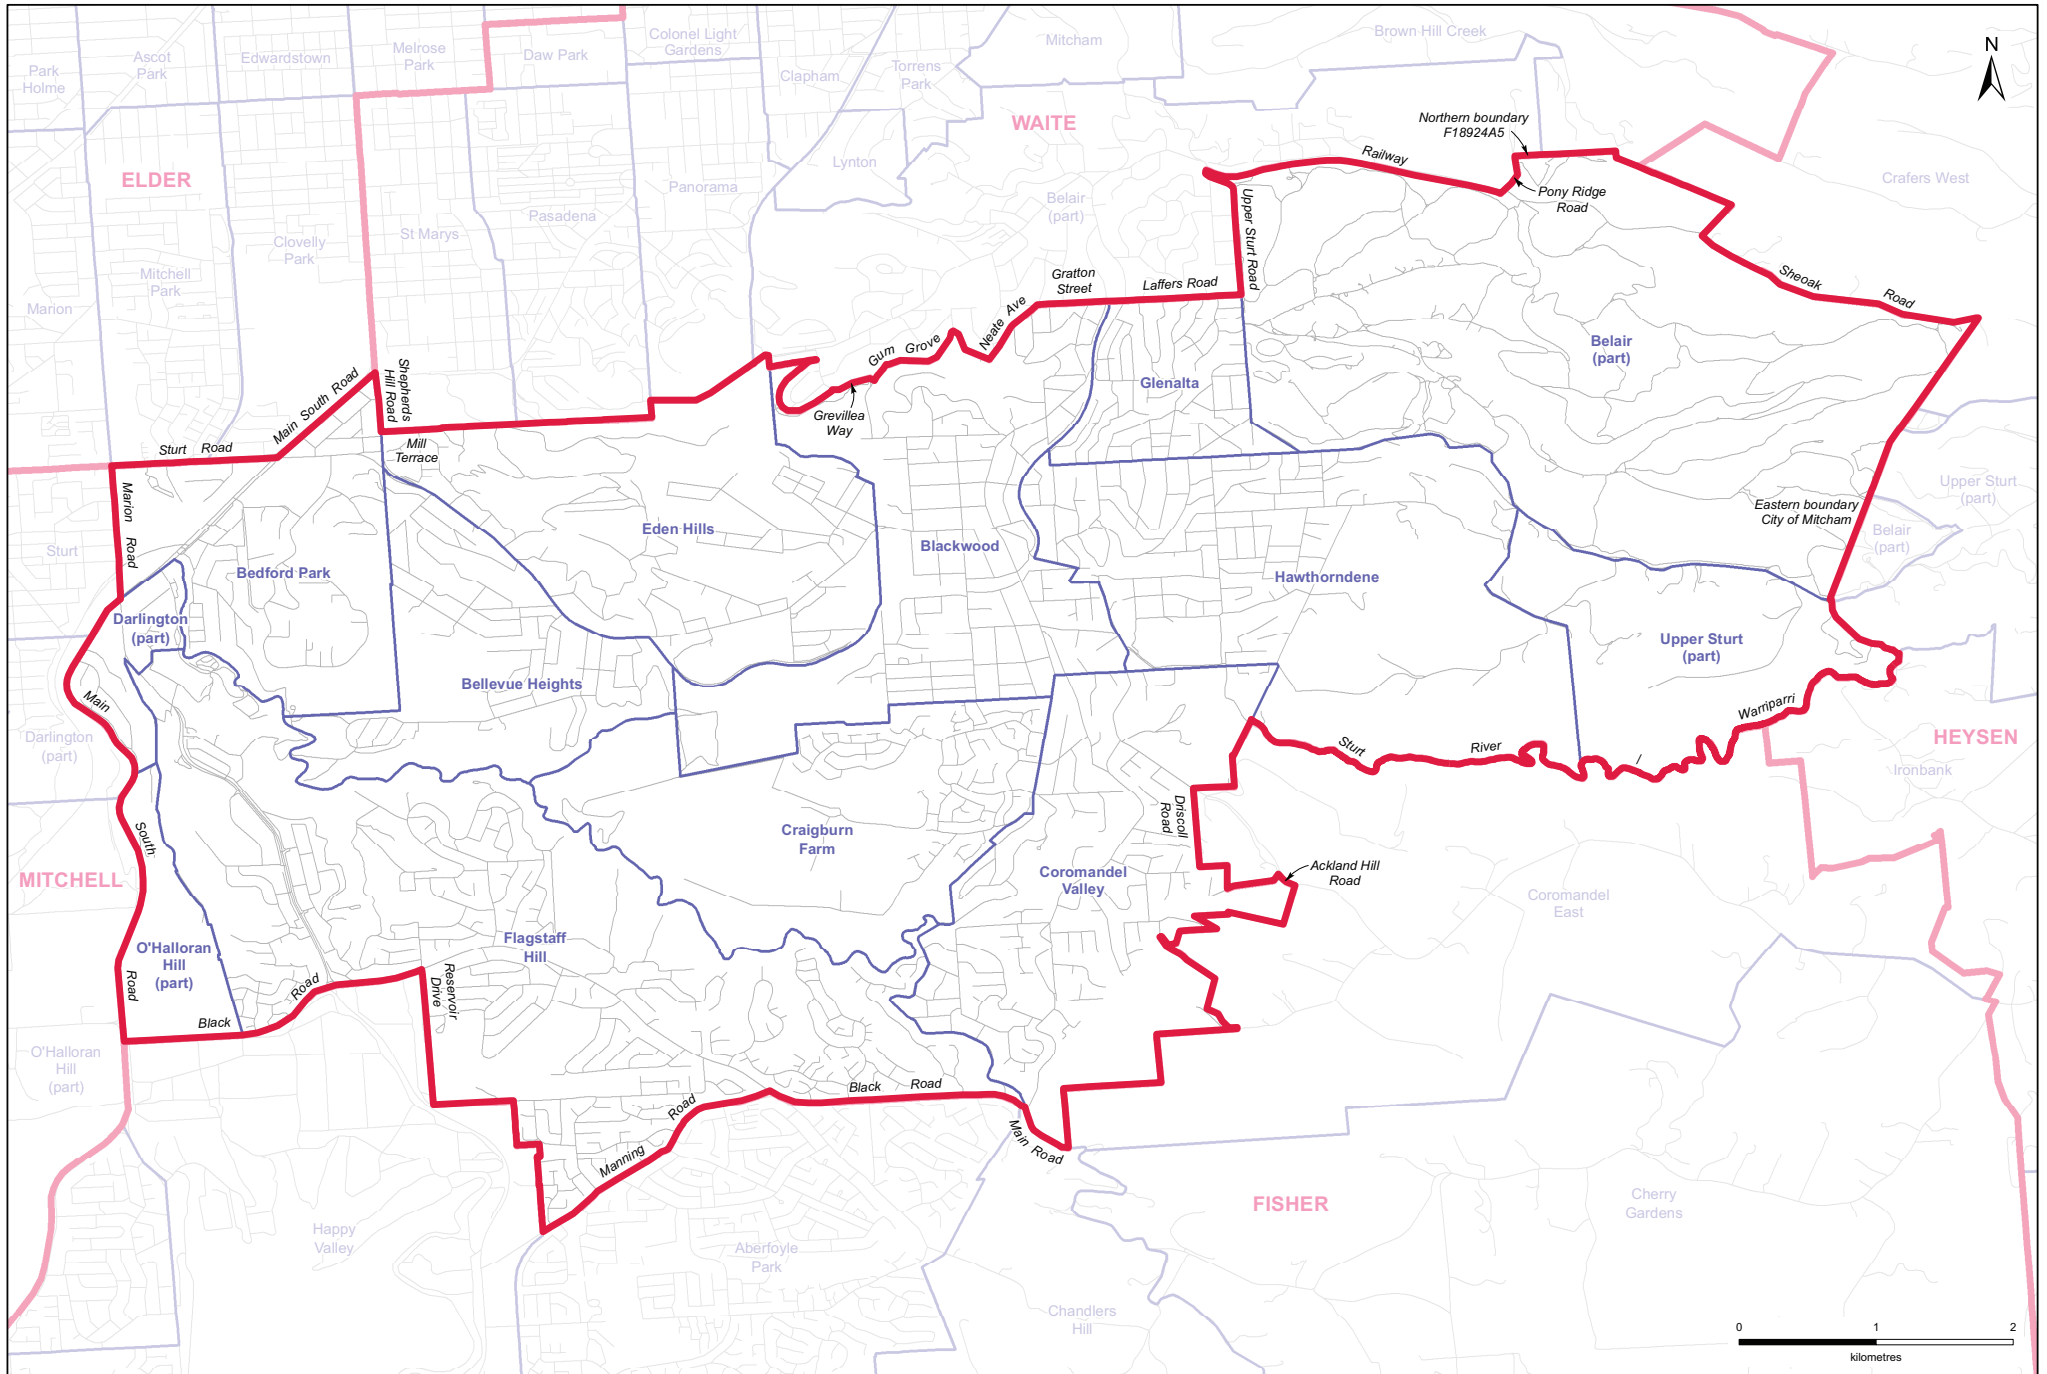 Park
Holme
Ascot
Park
Edwardstown
Melrose
Park
Daw Park
Colonel Light
Gardens
Clapham
Torrens
Park
Mitcham
Brown Hill Creek
N
ELDER
WAITE
Northern boundary
F18924A5
Railway
Pony Ridge
Road
Crafers West
Lynton
Panorama
Belair
(part)
Pasadena
St Marys
Clovelly
Park
Mitchell
Park
Marion
Upper Sturt Road
Gratton
Street
Laffers Road
Sheoak
Road
Neate Ave
Gum Grove
Grevillea
Way
Glenalta
Belair
(part)
Shepherds
Hill Road
Main South Road
Sturt Road
Mill
Terrace
Marion Road
Sturt
Eden Hills
Blackwood
Bedford Park
Hawthorndene
Eastern boundary
City of Mitcham
Upper Sturt
(part)
Belair
(part)
Darlington
(part)
Bellevue Heights
Upper Sturt
(part)
Main
Darlington
(part)
Warriparri
/
Sturt
River
HEYSEN
Ironbank
Driscoll
Road
South
Craigburn
Farm
Coromandel
Valley
Ackland Hill
Road
MITCHELL
Coromandel
East
O'Halloran
Hill
(part)
Flagstaff
Hill
Road
Reservoir
Drive
Road
Black
O'Halloran
Hill
(part)
Black Road
Road
Manning
Main Road
FISHER
Cherry
Gardens
Happy
Valley
Aberfoyle
Park
Chandlers
Hill
0 1 2
kilometres